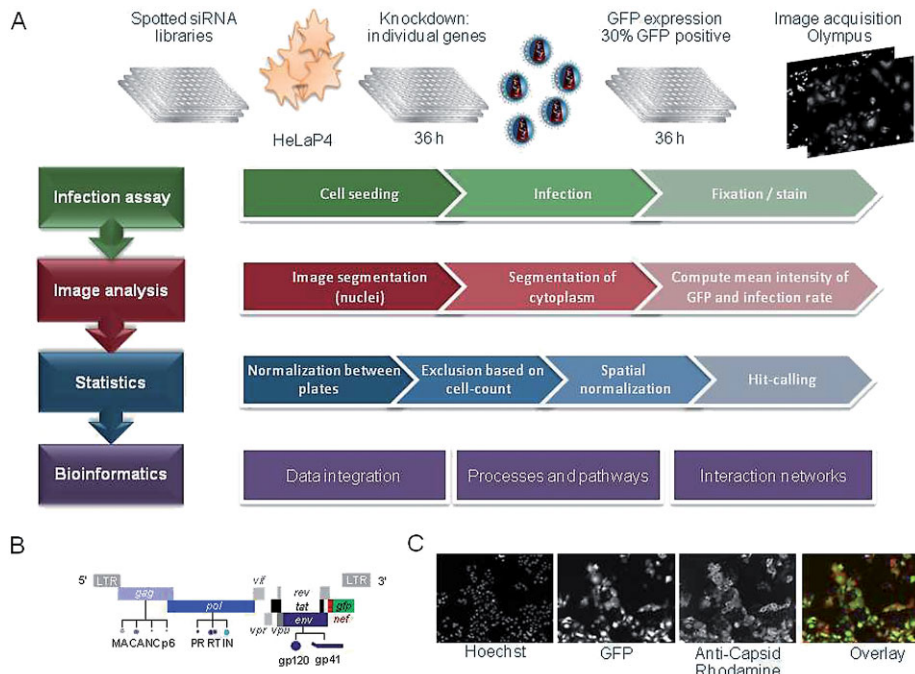 A
Spotted siRNA
libraries
HeLaP4
Knockdown:
individual genes
36 h
GFP expression
30% GFP positive
36 h
Image acquisition
Olympus
Infection assay
Cell seeding
Infection
Fixation / stain
Image analysis
Image segmentation
(nuclei)
Segmentation of
cytoplasm
Compute mean intensity of
GFP and infection rate
Statistics
Normalization between
plates
Exclusion based on
cell-count
Spatial
normalization
Hit-calling
Bioinformatics
Data integration
Processes and pathways
Interaction networks
B
5'
LTR
gag
pol
vif
vpr
vpu
rev
tat
env
LTR
3'
gfp
nef
MA CA NC p6
PR RT IN
gp120
gp41
C
Hoechst
GFP
Anti-Capsid
Rhodamine
Overlay